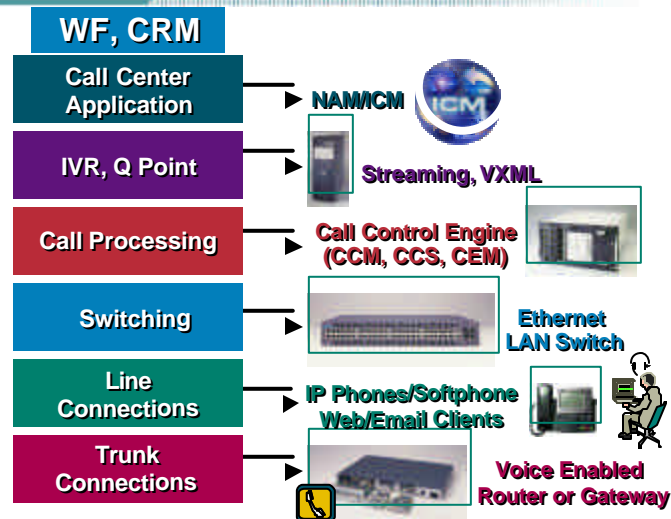 WF, CRM
Call Center
Application
NAM/ICM
ICM
IVR, Q Point
Streaming, VXML
Call Processing
Call Control Engine
(CCM, CCS, CEM)
Switching
Ethernet
LAN Switch
Line
Connections
IP Phones/Softphone
Web/Email Clients
Trunk
Connections
Voice Enabled
Router or Gateway